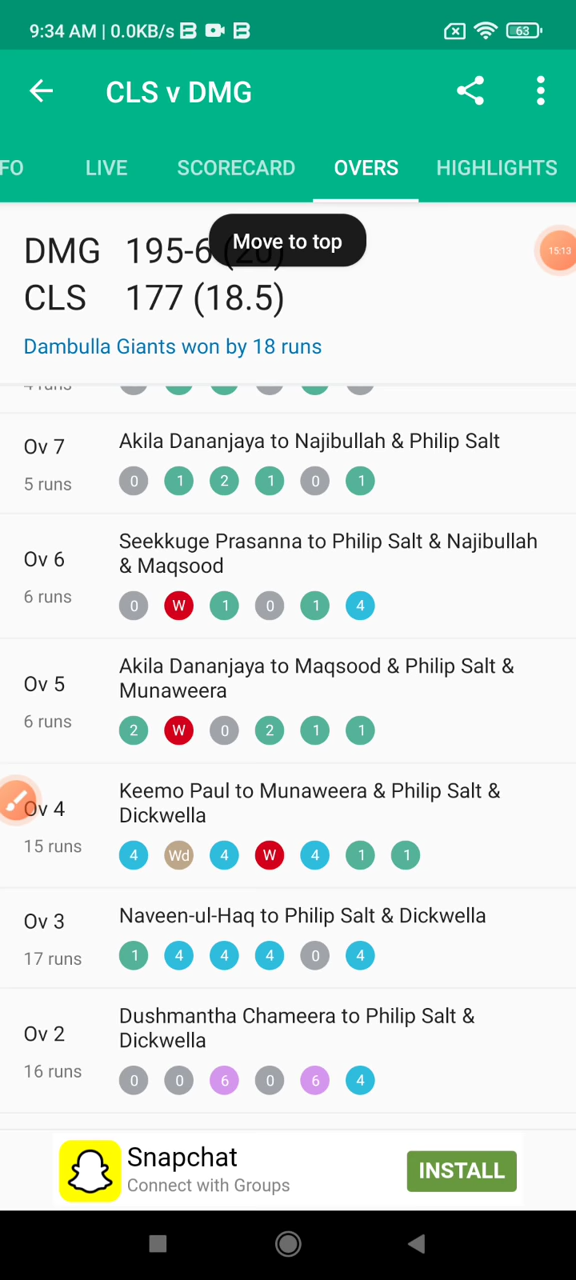 9:34 AM | 0.0KB/s
63
CLS v DMG
FO LIVE SCORECARD OVERS HIGHLIGHTS
Move to top
DMG 195-6 (20)
15:13
CLS 177 (18.5)
Dambulla Giants won by 18 runs
4 runs
Ov 7 Akila Dananjaya to Najibullah & Philip Salt
5 runs 0 1 2 1 0 1
Seekkuge Prasanna to Philip Salt & Najibullah
Ov 6 & Maqsood
6 runs 0 W 1 0 1 4
Akila Dananjaya to Maqsood & Philip Salt &
Ov 5 Munaweera
6 runs 2 W 0 2 1 1
Keemo Paul to Munaweera & Philip Salt &
Ov 4 Dickwella
15 runs 4 Wd 4 W 4 1 1
Ov 3 Naveen-ul-Haq to Philip Salt & Dickwella
17 runs 1 4 4 4 0 4
Dushmantha Chameera to Philip Salt &
Ov 2 Dickwella
16 runs 0 0 6 0 6 4
Snapchat
Connect with Groups
INSTALL